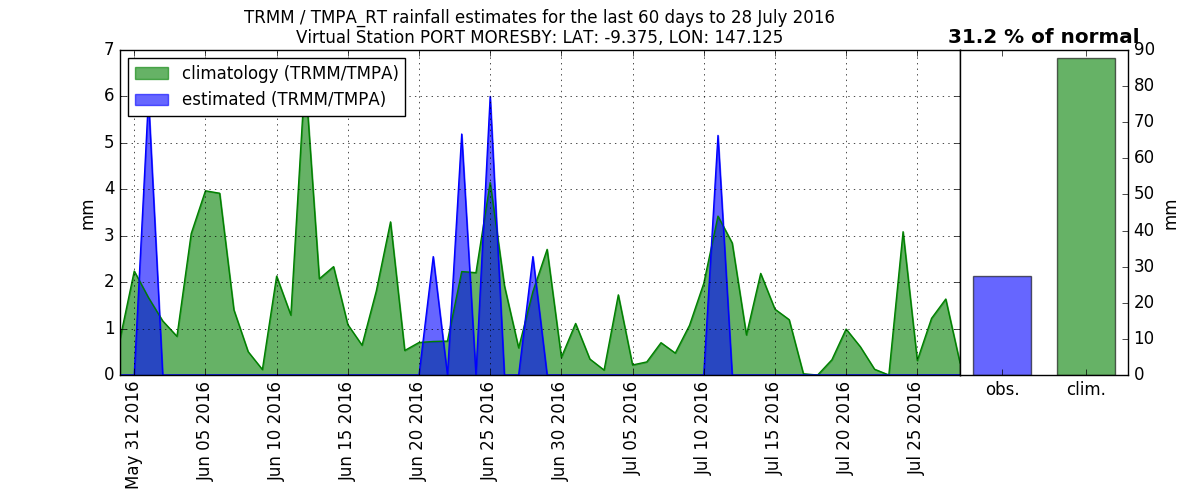 TRMM / TMPA_RT rainfall estimates for the last 60 days to 28 July 2016
Virtual Station PORT MORESBY: LAT: -9.375, LON: 147.125
31.2 % of normal
climatology (TRMM/TMPA)
estimated (TRMM/TMPA)
7
6
5
4
3
2
1
0
mm
May 31 2016
Jun 05 2016
Jun 10 2016
Jun 15 2016
Jun 20 2016
Jun 25 2016
Jun 30 2016
Jul 05 2016
Jul 10 2016
Jul 15 2016
Jul 20 2016
Jul 25 2016
90
80
70
60
50
40
30
20
10
0
mm
obs.
clim.